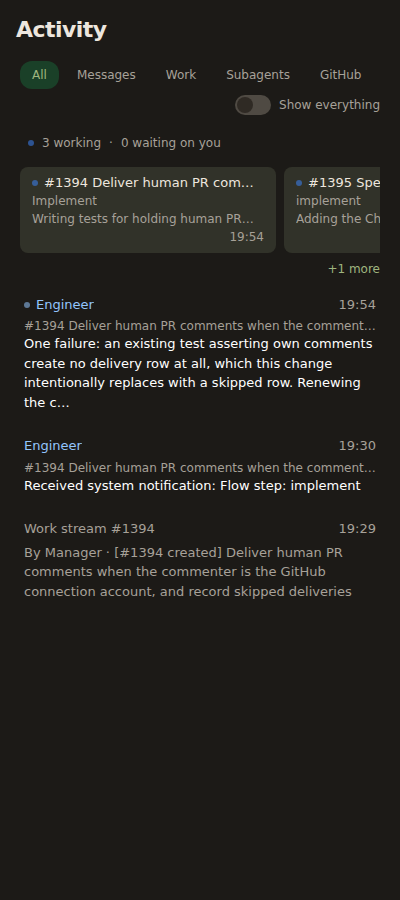 Activity
All Messages Work Subagents GitHub
Show everything
3 working · 0 waiting on you
#1394 Deliver human PR com…
Implement
Writing tests for holding human PR…
19:54
#1395 Spe
implement
Adding the Ch
+1 more
Engineer 19:54
#1394 Deliver human PR comments when the comment…
One failure: an existing test asserting own comments
create no delivery row at all, which this change
intentionally replaces with a skipped row. Renewing
the c…
Engineer 19:30
#1394 Deliver human PR comments when the comment…
Received system notification: Flow step: implement
Work stream #1394 19:29
By Manager · [#1394 created] Deliver human PR
comments when the commenter is the GitHub
connection account, and record skipped deliveries